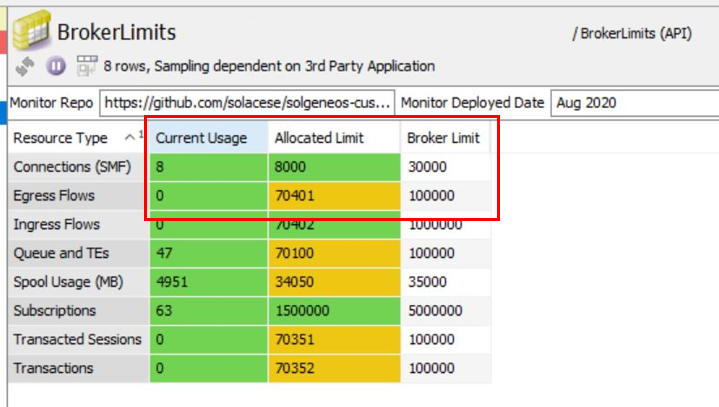 BrokerLimits
/ BrokerLimits (API)
8 rows, Sampling dependent on 3rd Party Application
Monitor Repo https://github.com/solacese/solgeneos-cus... Monitor Deployed Date Aug 2020
Resource Type 1 Current Usage Allocated Limit Broker Limit
Connections (SMF) 8 8000 30000
Egress Flows 0 70401 100000
Ingress Flows 0 70402 1000000
Queue and TEs 47 70100 100000
Spool Usage (MB) 4951 34050 35000
Subscriptions 63 1500000 5000000
Transacted Sessions 0 70351 100000
Transactions 0 70352 100000